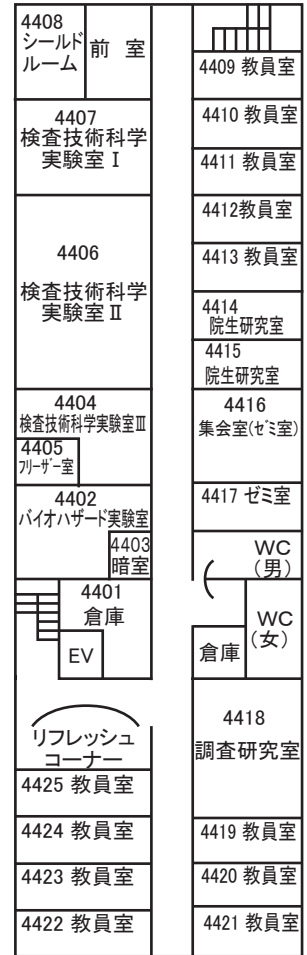 4408
シールド
ルーム
前 室
4407
検査技術科学
実験室Ⅰ
4406
検査技術科学
実験室Ⅱ
4404
検査技術科学実験室Ⅲ
4405
フリーザー室
4402
バイオハザード実験室
4403
暗室
4401
倉庫
EV
リフレッシュ
コーナー
4425 教員室
4424 教員室
4423 教員室
4422 教員室
4409 教員室
4410 教員室
4411 教員室
4412教員室
4413 教員室
4414
院生研究室
4415
院生研究室
4416
集会室(ゼミ室)
4417 ゼミ室
WC
(男)
WC
(女)
倉庫
4418
調査研究室
4419 教員室
4420 教員室
4421 教員室